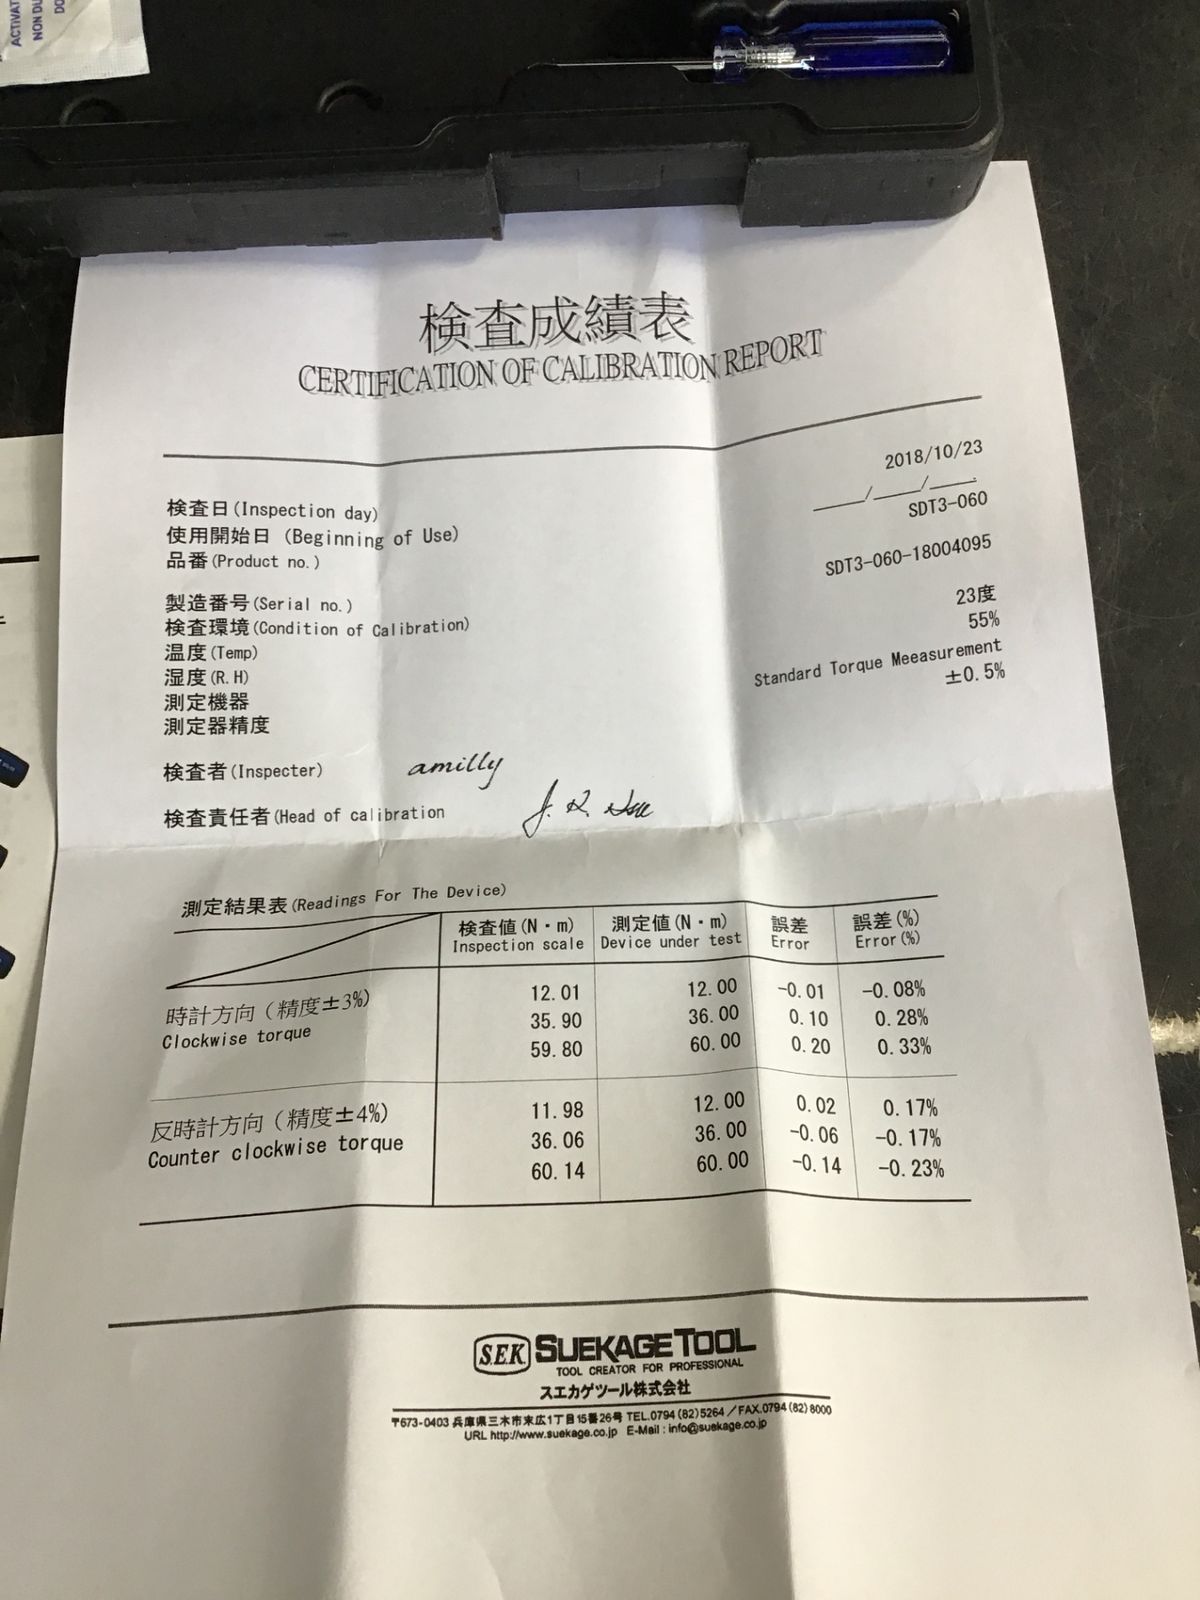 ACTIVAT
NON DU
DO
検査成績表
CERTIFICATION OF CALIBRATION REPORT
検査日(Inspection day) 2018/10/23
使用開始日 (Beginning of Use) ____/____/____
品番(Product no.) SDT3-060
製造番号(Serial no.) SDT3-060-18004095
検査環境(Condition of Calibration)
温度(Temp) 23度
湿度(R.H) 55%
測定機器 Standard Torque Meeasurement
測定器精度 ±0.5%
検査者(Inspecter) amilly
検査責任者(Head of calibration
測定結果表(Readings For The Device)
検査値(N・m) 測定値(N・m) 誤差 誤差(%)
Inspection scale Device under test Error Error(%)
時計方向(精度±3%) 12.01 12.00 -0.01 -0.08%
Clockwise torque 35.90 36.00 0.10 0.28%
59.80 60.00 0.20 0.33%
反時計方向(精度±4%) 11.98 12.00 0.02 0.17%
Counter clockwise torque 36.06 36.00 -0.06 -0.17%
60.14 60.00 -0.14 -0.23%
S.E.K SUEKAGE TOOL
TOOL CREATOR FOR PROFESSIONAL
スエカゲツール株式会社
〒673-0403 兵庫県三木市末広1丁目15番26号 TEL.0794(82)5264/FAX.0794(82)8000
URL http://www.suekage.co.jp E-Mail:info@suekage.co.jp